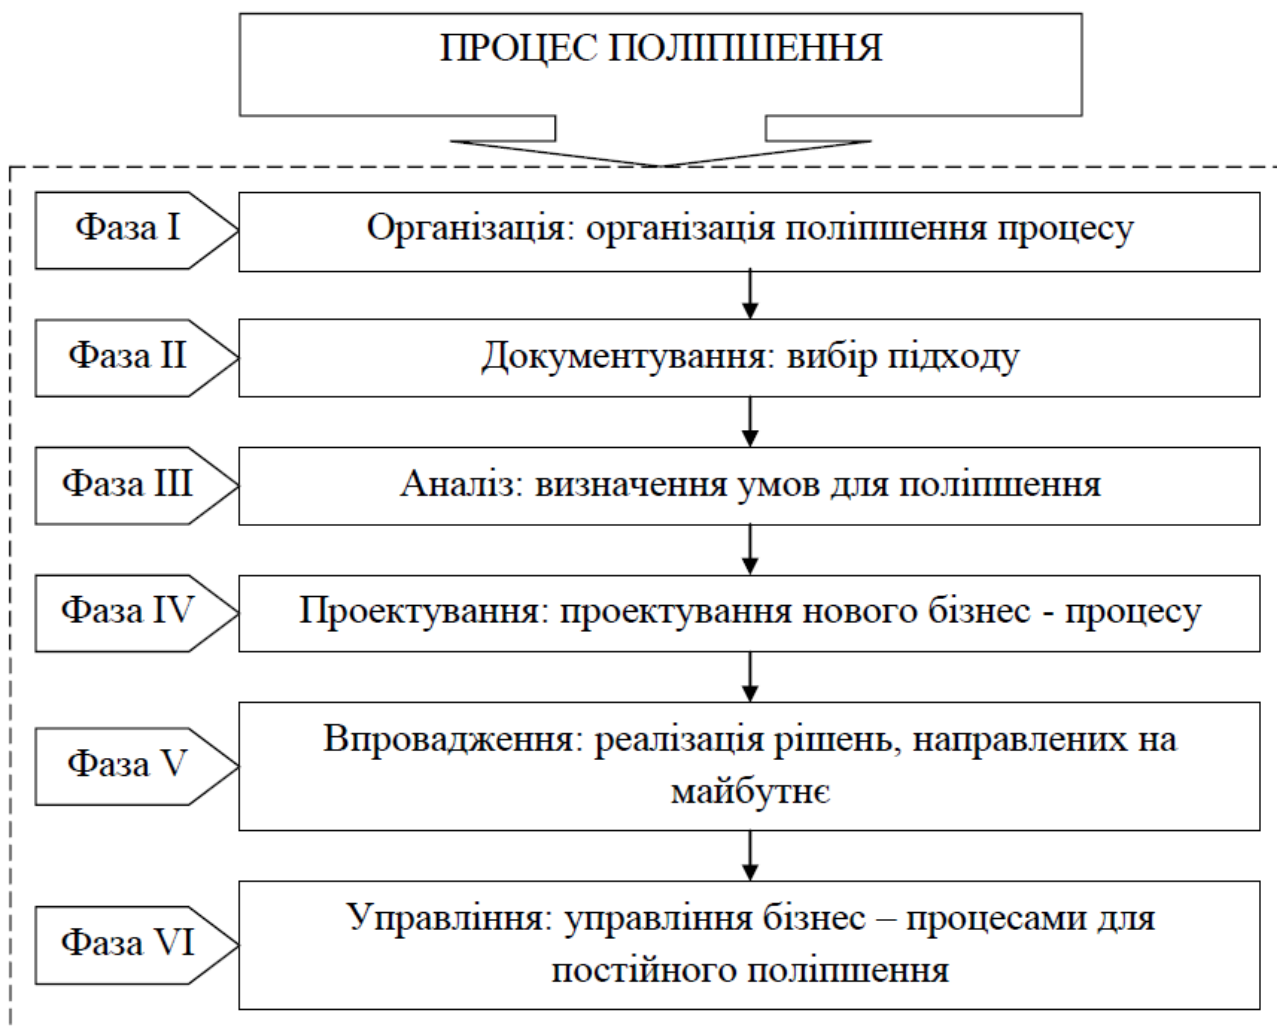 ПРОЦЕС ПОЛІПШЕННЯ
Фаза I
Організація: організація поліпшення процесу
Фаза II
Документування: вибір підходу
Фаза III
Аналіз: визначення умов для поліпшення
Фаза IV
Проектування: проектування нового бізнес - процесу
Фаза V
Впровадження: реалізація рішень, направлених на
майбутнє
Фаза VI
Управління: управління бізнес – процесами для
постійного поліпшення